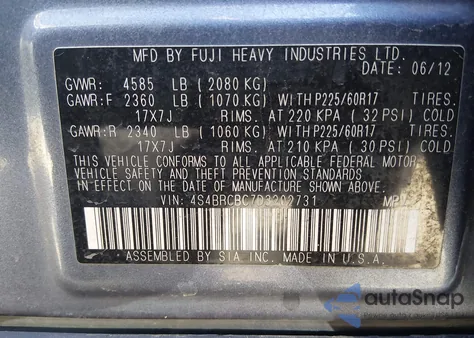 MFD BY FUJI HEAVY INDUSTRIES LTD.
DATE: 06/12
GVWR: 4585 LB (2080 KG)
GAWR:F 2360 LB (1070 KG) WITH P225/60R17 TIRES.
17X7J RIMS. AT 220 KPA ( 32 PSI) COLD
GAWR:R 2340 LB (1060 KG) WITH P225/60R17 TIRES.
17X7J RIMS. AT 210 KPA ( 30 PSI) COLD
THIS VEHICLE CONFORMS TO ALL APPLICABLE FEDERAL MOTOR
VEHICLE SAFETY AND THEFT PREVENTION STANDARDS
IN EFFECT ON THE DATE OF MANUFACTURE SHOWN ABOVE.
VIN:
ASSEMBLED BY SIA INC. MADE IN U.S.A.
autoSnap